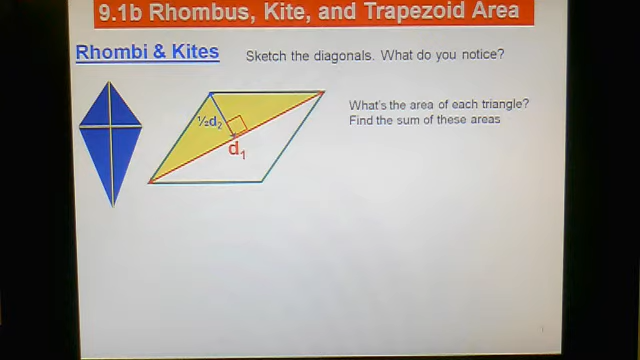 9.1b Rhombus, Kite, and Trapezoid Area
Rhombi & Kites
Sketch the diagonals. What do you notice?
What's the area of each triangle?
Find the sum of these areas
½d₂
d₁